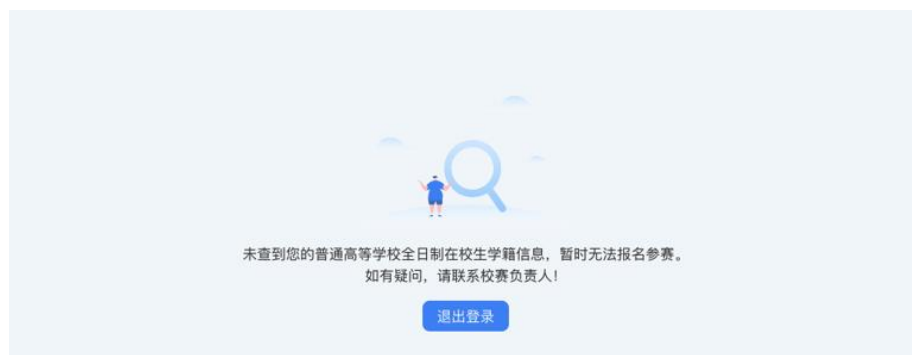 未查到您的普通高等学校全日制在校生学籍信息，暂时无法报名参赛。
如有疑问，请联系校赛负责人！
退出登录